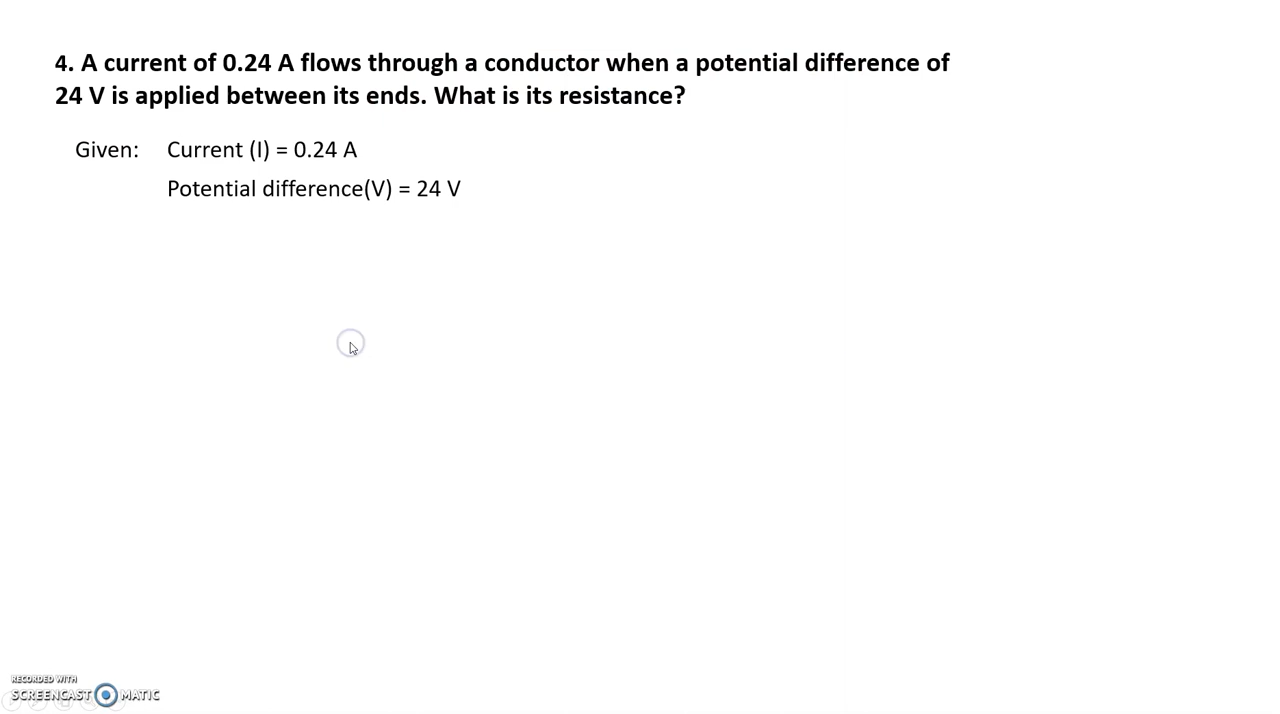 4. A current of 0.24 A flows through a conductor when a potential difference of
24 V is applied between its ends. What is its resistance?
Given: Current (I) = 0.24 A
Potential difference(V) = 24 V
RECORDED WITH
SCREENCAST MATIC